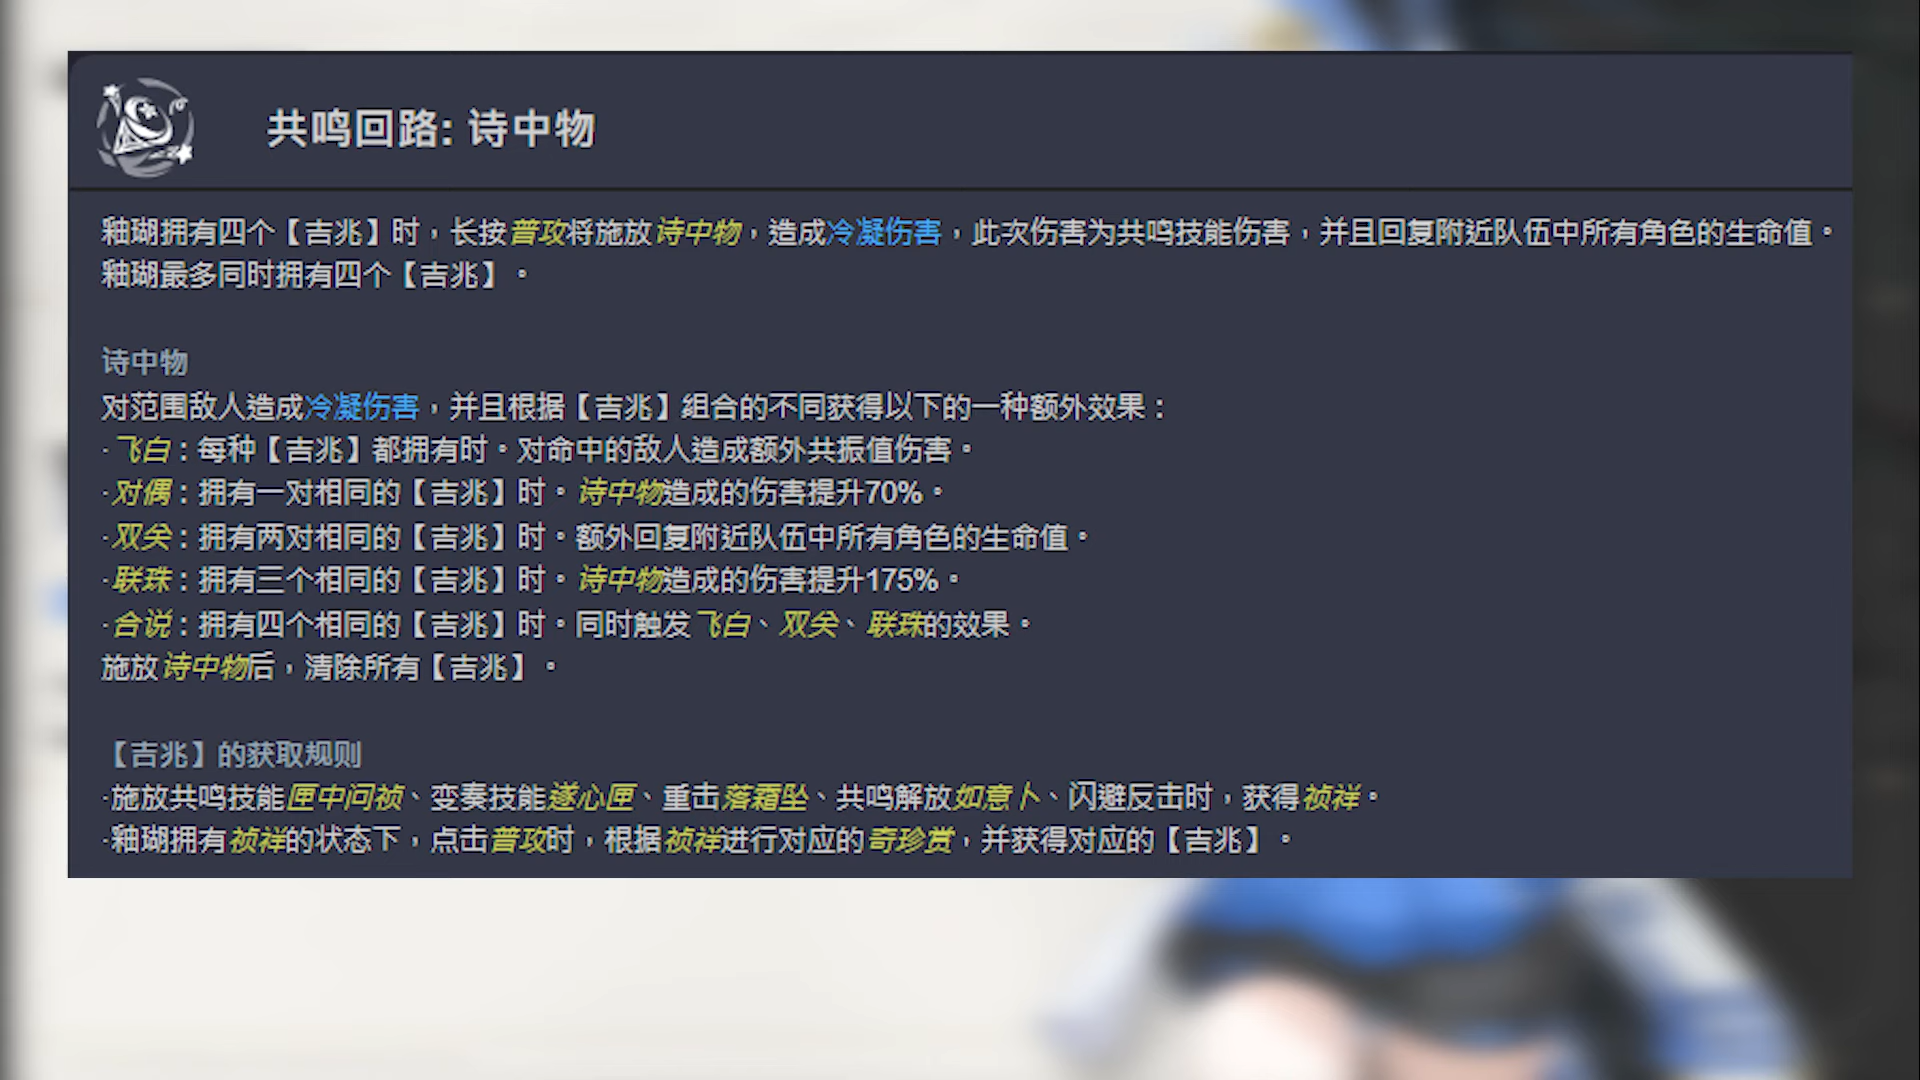 共鸣回路: 诗中物
釉瑚拥有四个【吉兆】时，长按普攻将施放诗中物，造成冷凝伤害，此次伤害为共鸣技能伤害，并且回复附近队伍中所有角色的生命值。
釉瑚最多同时拥有四个【吉兆】。
诗中物
对范围敌人造成冷凝伤害，并且根据【吉兆】组合的不同获得以下的一种额外效果：
·飞白：每种【吉兆】都拥有时。对命中的敌人造成额外共振值伤害。
·对偶：拥有一对相同的【吉兆】时。诗中物造成的伤害提升70%。
·双关：拥有两对相同的【吉兆】时。额外回复附近队伍中所有角色的生命值。
·联珠：拥有三个相同的【吉兆】时。诗中物造成的伤害提升175%。
·合说：拥有四个相同的【吉兆】时。同时触发飞白、双关、联珠的效果。
施放诗中物后，清除所有【吉兆】。
【吉兆】的获取规则
·施放共鸣技能匣中问祯、变奏技能遂心匣、重击落霜坠、共鸣解放如意卜、闪避反击时，获得祯祥。
·釉瑚拥有祯祥的状态下，点击普攻时，根据祯祥进行对应的奇珍赏，并获得对应的【吉兆】。